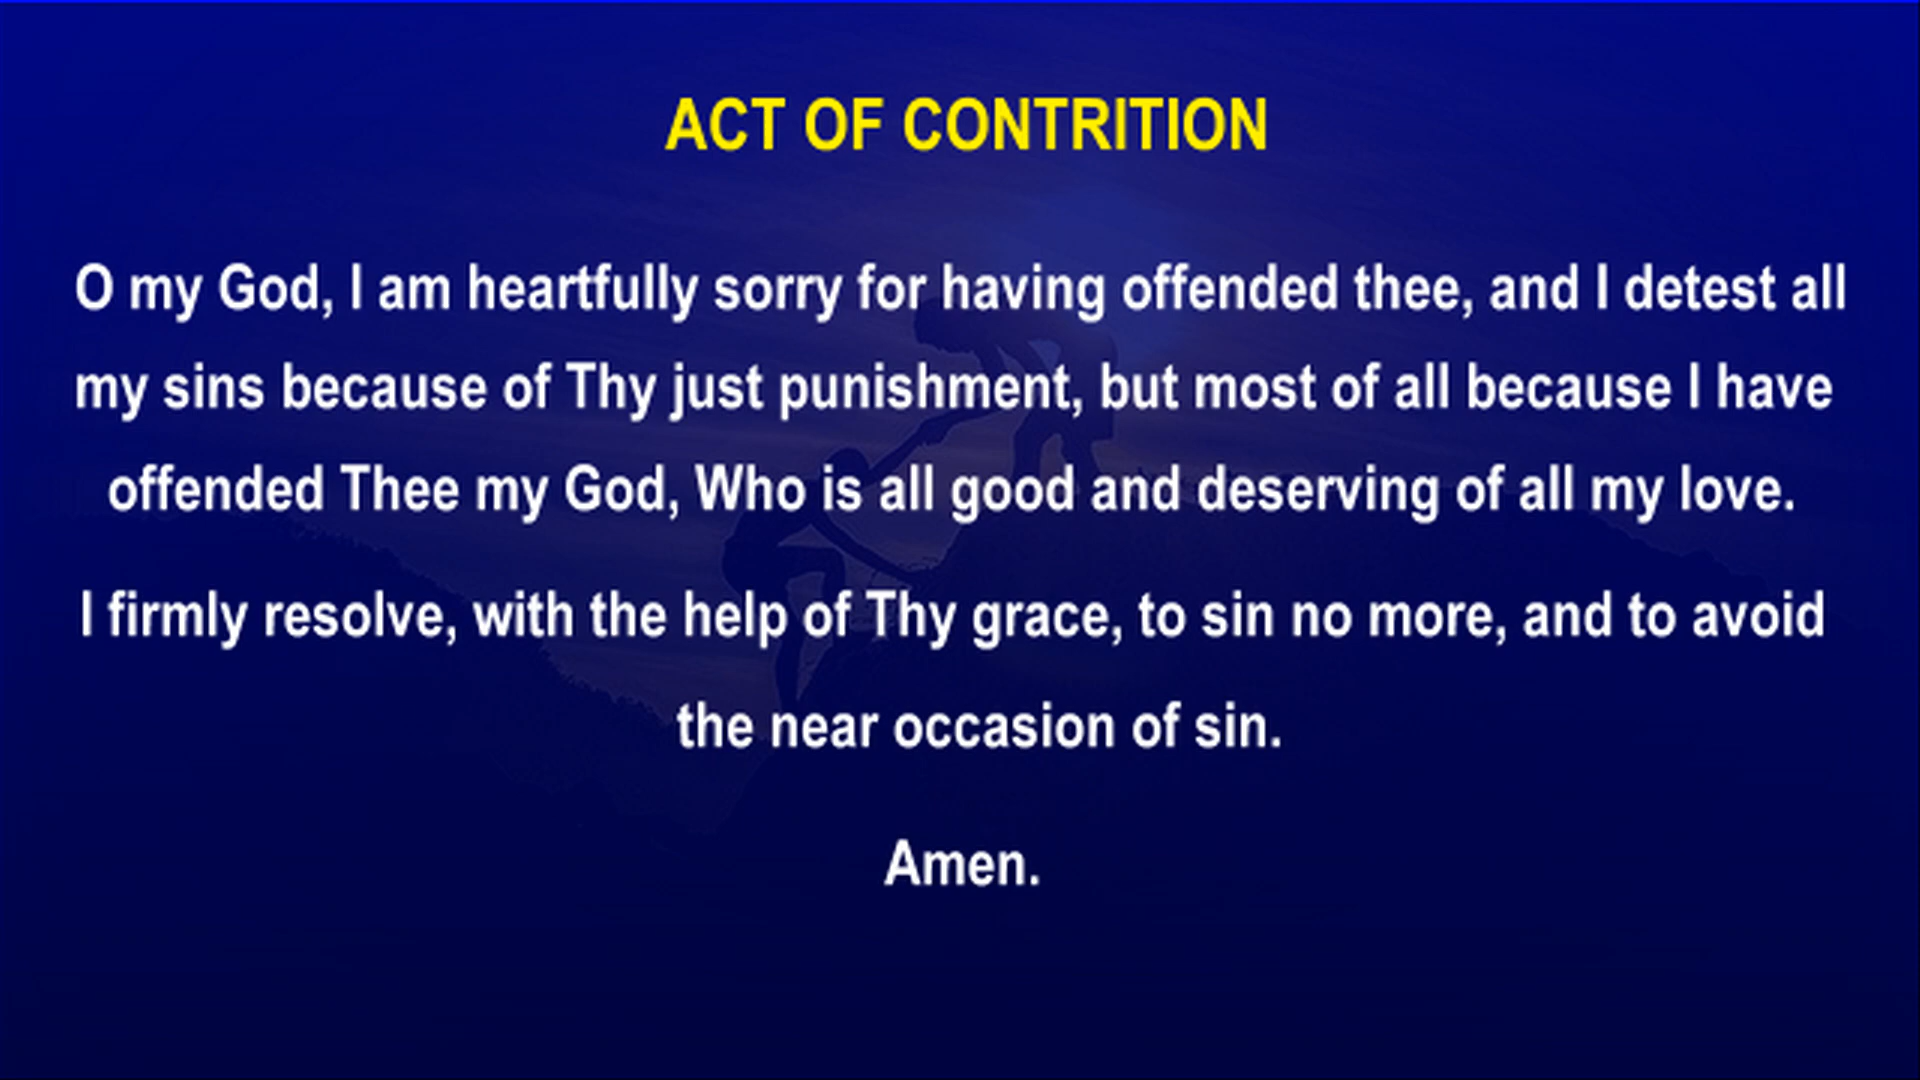 ACT OF CONTRITION
O my God, I am heartfully sorry for having offended thee, and I detest all
my sins because of Thy just punishment, but most of all because I have
offended Thee my God, Who is all good and deserving of all my love.
I firmly resolve, with the help of Thy grace, to sin no more, and to avoid
the near occasion of sin.
Amen.